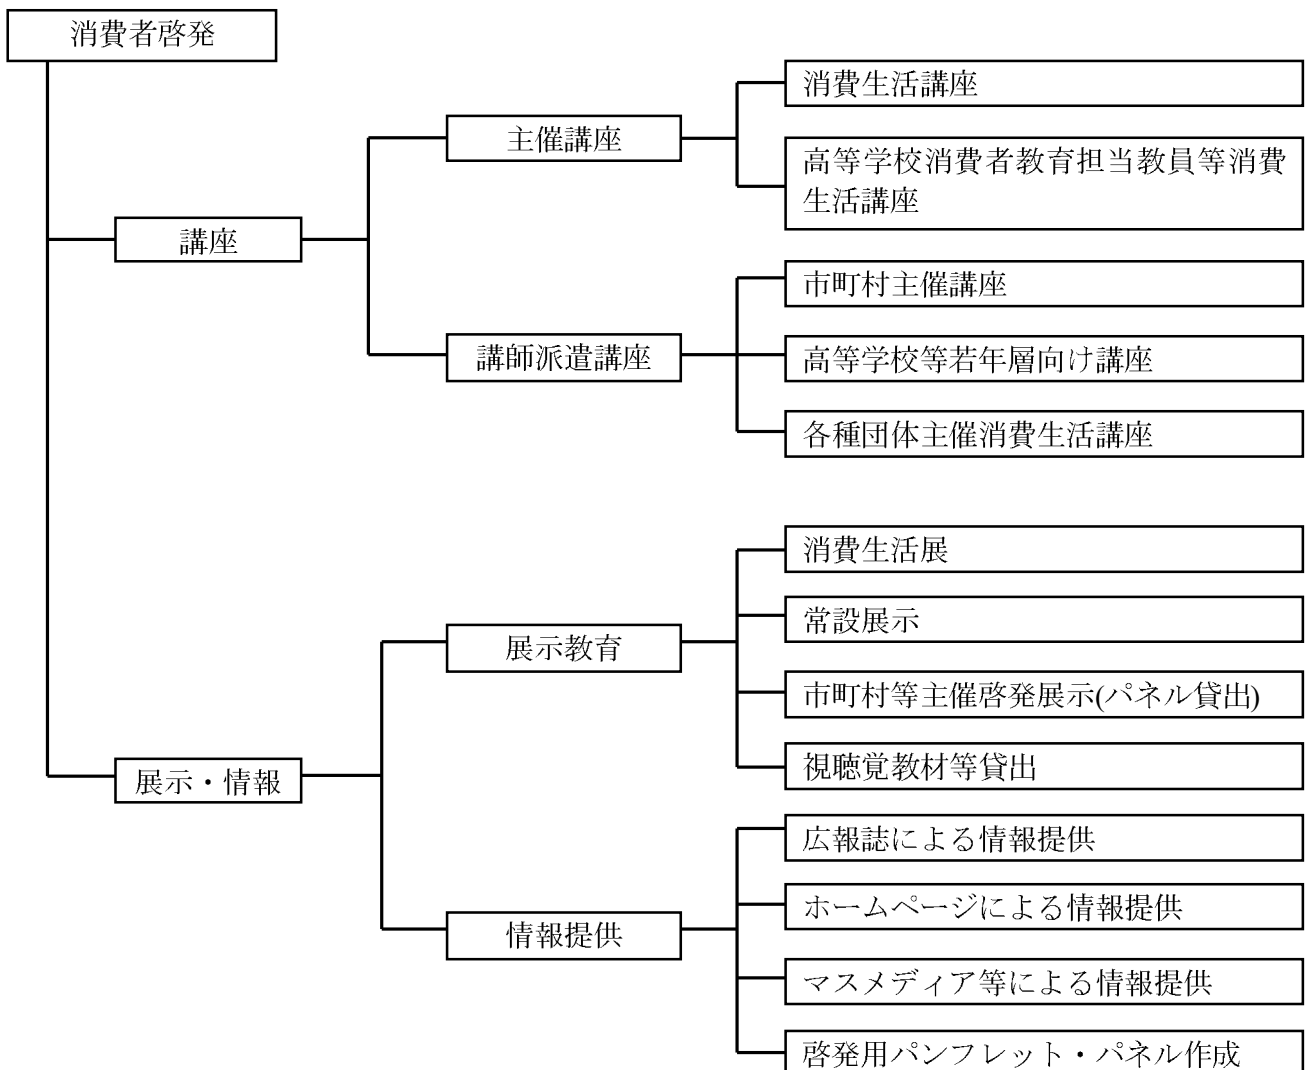 消費者啓発
講座
主催講座
消費生活講座
高等学校消費者教育担当教員等消費
生活講座
講師派遣講座
市町村主催講座
高等学校等若年層向け講座
各種団体主催消費生活講座
展示・情報
展示教育
消費生活展
常設展示
市町村等主催啓発展示(パネル貸出)
視聴覚教材等貸出
情報提供
広報誌による情報提供
ホームページによる情報提供
マスメディア等による情報提供
啓発用パンフレット・パネル作成